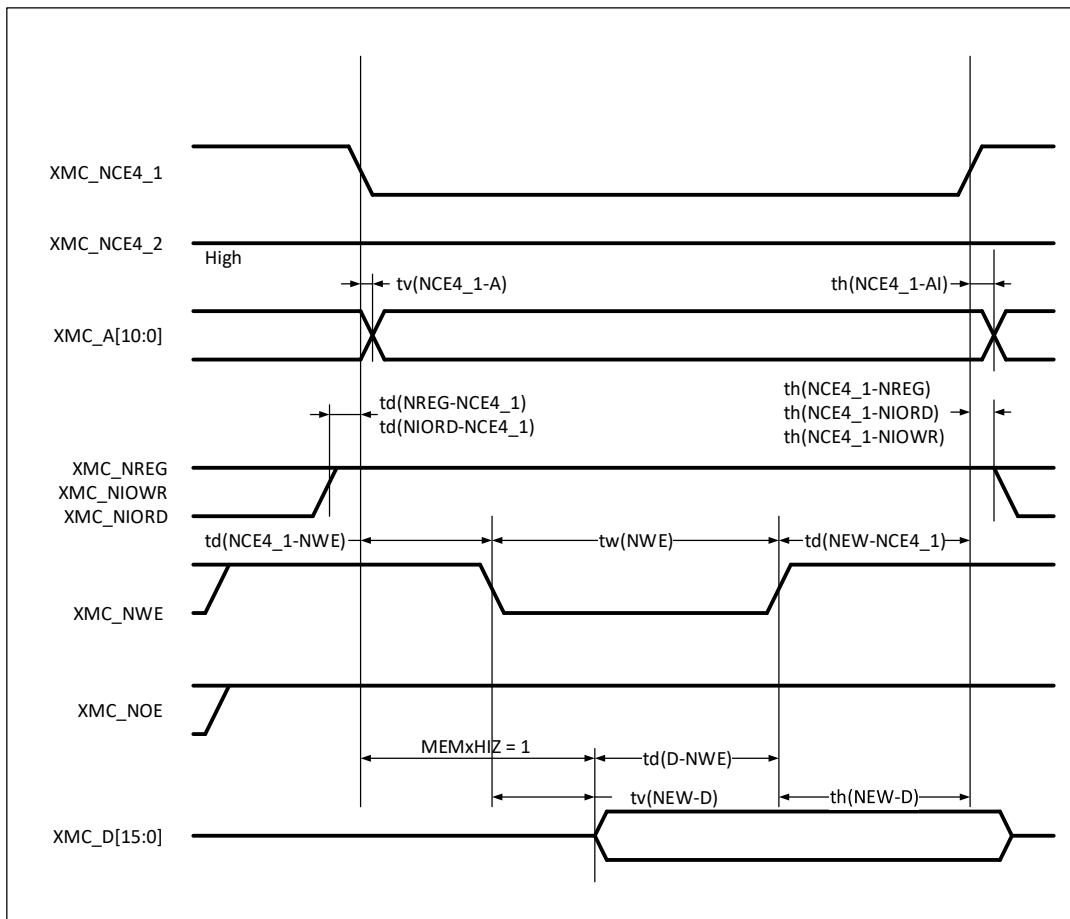 XMC_NCE4_1
XMC_NCE4_2
High
tv(NCE4_1-A)
th(NCE4_1-AI)
XMC_A[10:0]
td(NREG-NCE4_1)
td(NIORD-NCE4_1)
th(NCE4_1-NREG)
th(NCE4_1-NIORD)
th(NCE4_1-NIOWR)
XMC_NREG
XMC_NIOWR
XMC_NIORD
td(NCE4_1-NWE)
tw(NWE)
td(NEW-NCE4_1)
XMC_NWE
XMC_NOE
MEMxHIZ = 1
td(D-NWE)
tv(NEW-D)
th(NEW-D)
XMC_D[15:0]